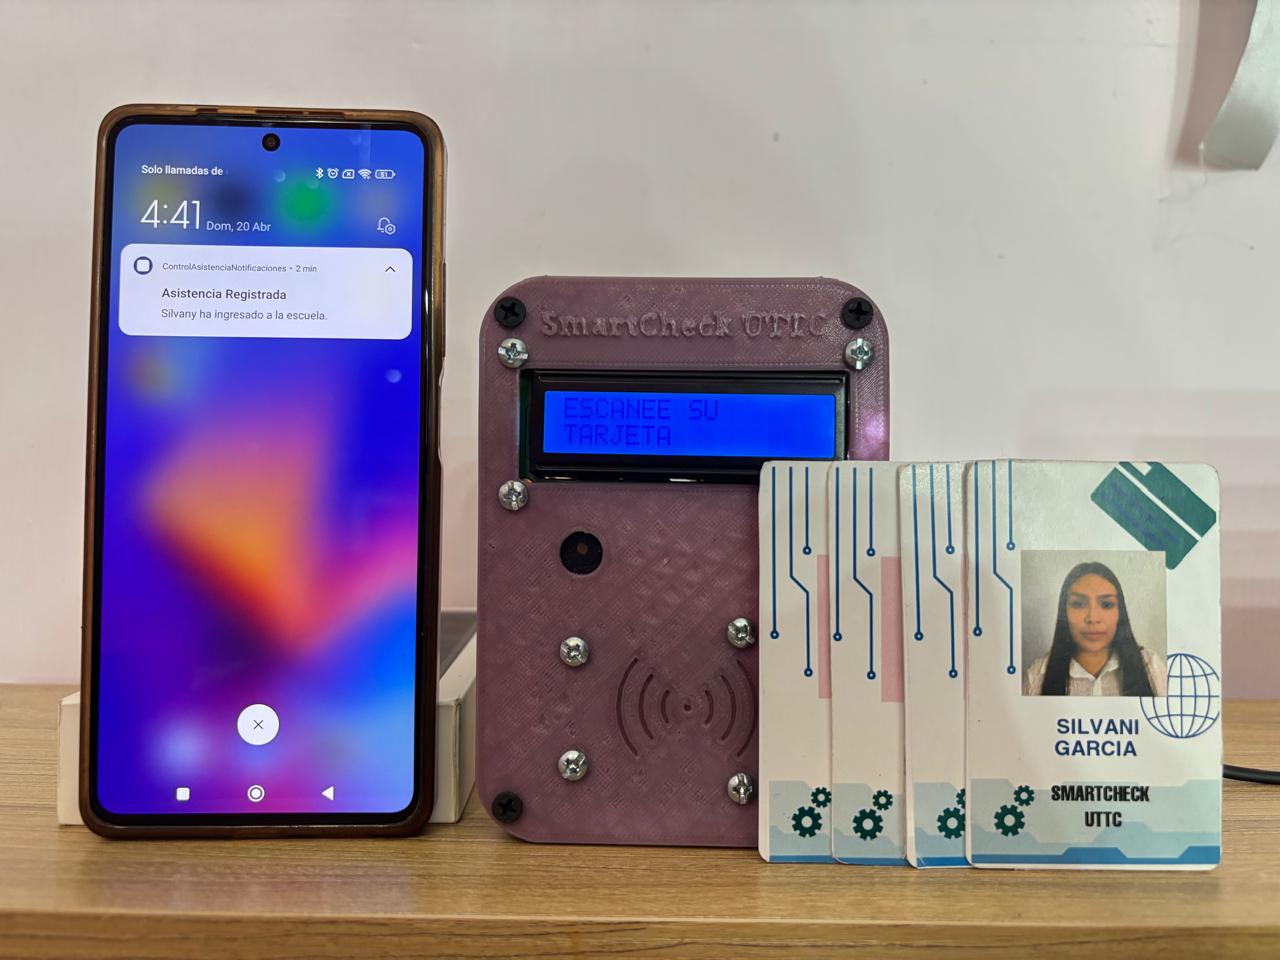 Solo llamadas de
51
4:41 Dom, 20 Abr
ControlAsistenciaNotificaciones • 2 min
Asistencia Registrada
Silvany ha ingresado a la escuela.
SmartCheck UTTC
ESCANEE SU
TARJETA
SILVANI
GARCIA
SMARTCHECK
UTTC